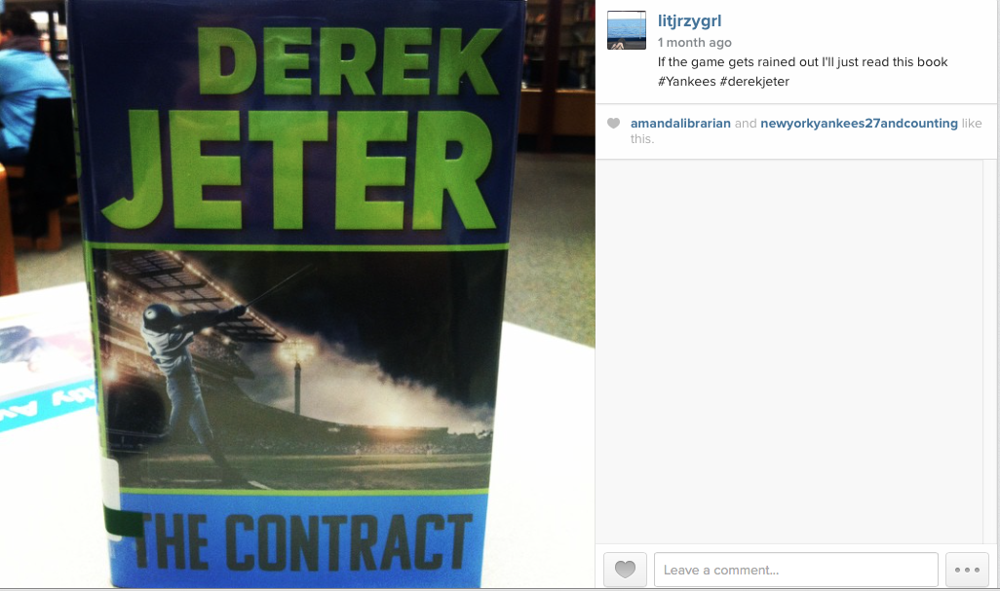 DEREK
JETER
THE CONTRACT
litjrzygrl
1 month ago
If the game gets rained out I'll just read this book
#Yankees #derekjeter
amandalibrarian and newyorkyankees27andcounting like
this.
Leave a comment...